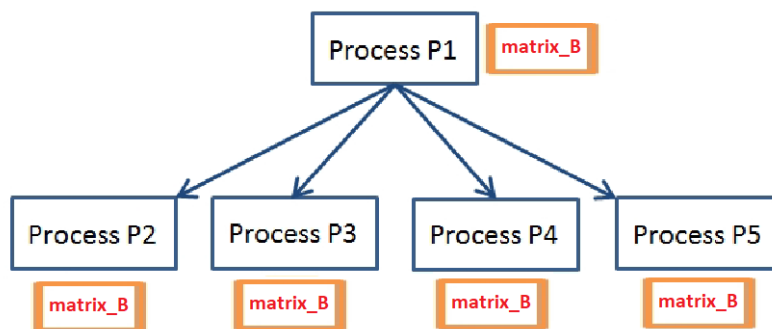 Process P1
matrix_B
Process P2
Process P3
Process P4
Process P5
matrix_B
matrix_B
matrix_B
matrix_B